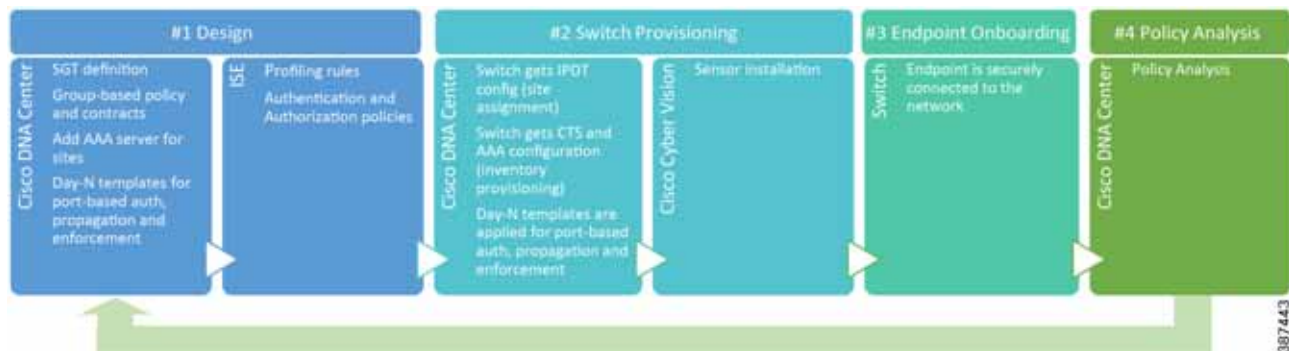 #1 Design
Cisco DNA Center
SGT definition
Group-based policy
and contracts
Add AAA server for
sites
Day-N templates for
port-based auth,
propagation and
enforcement
ISE
Profiling rules
Authentication and
Authorization policies
#2 Switch Provisioning
Cisco DNA Center
Switch gets IPDT
config (site
assignment)
Switch gets CTS and
AAA configuration
(inventory
provisioning)
Day-N templates are
applied for port-based
auth, propagation and
enforcement
Cisco Cyber Vision
Sensor installation
#3 Endpoint Onboarding
Switch
Endpoint is securely
connected to the
network
#4 Policy Analysis
Cisco DNA Center
Policy Analysis
387443